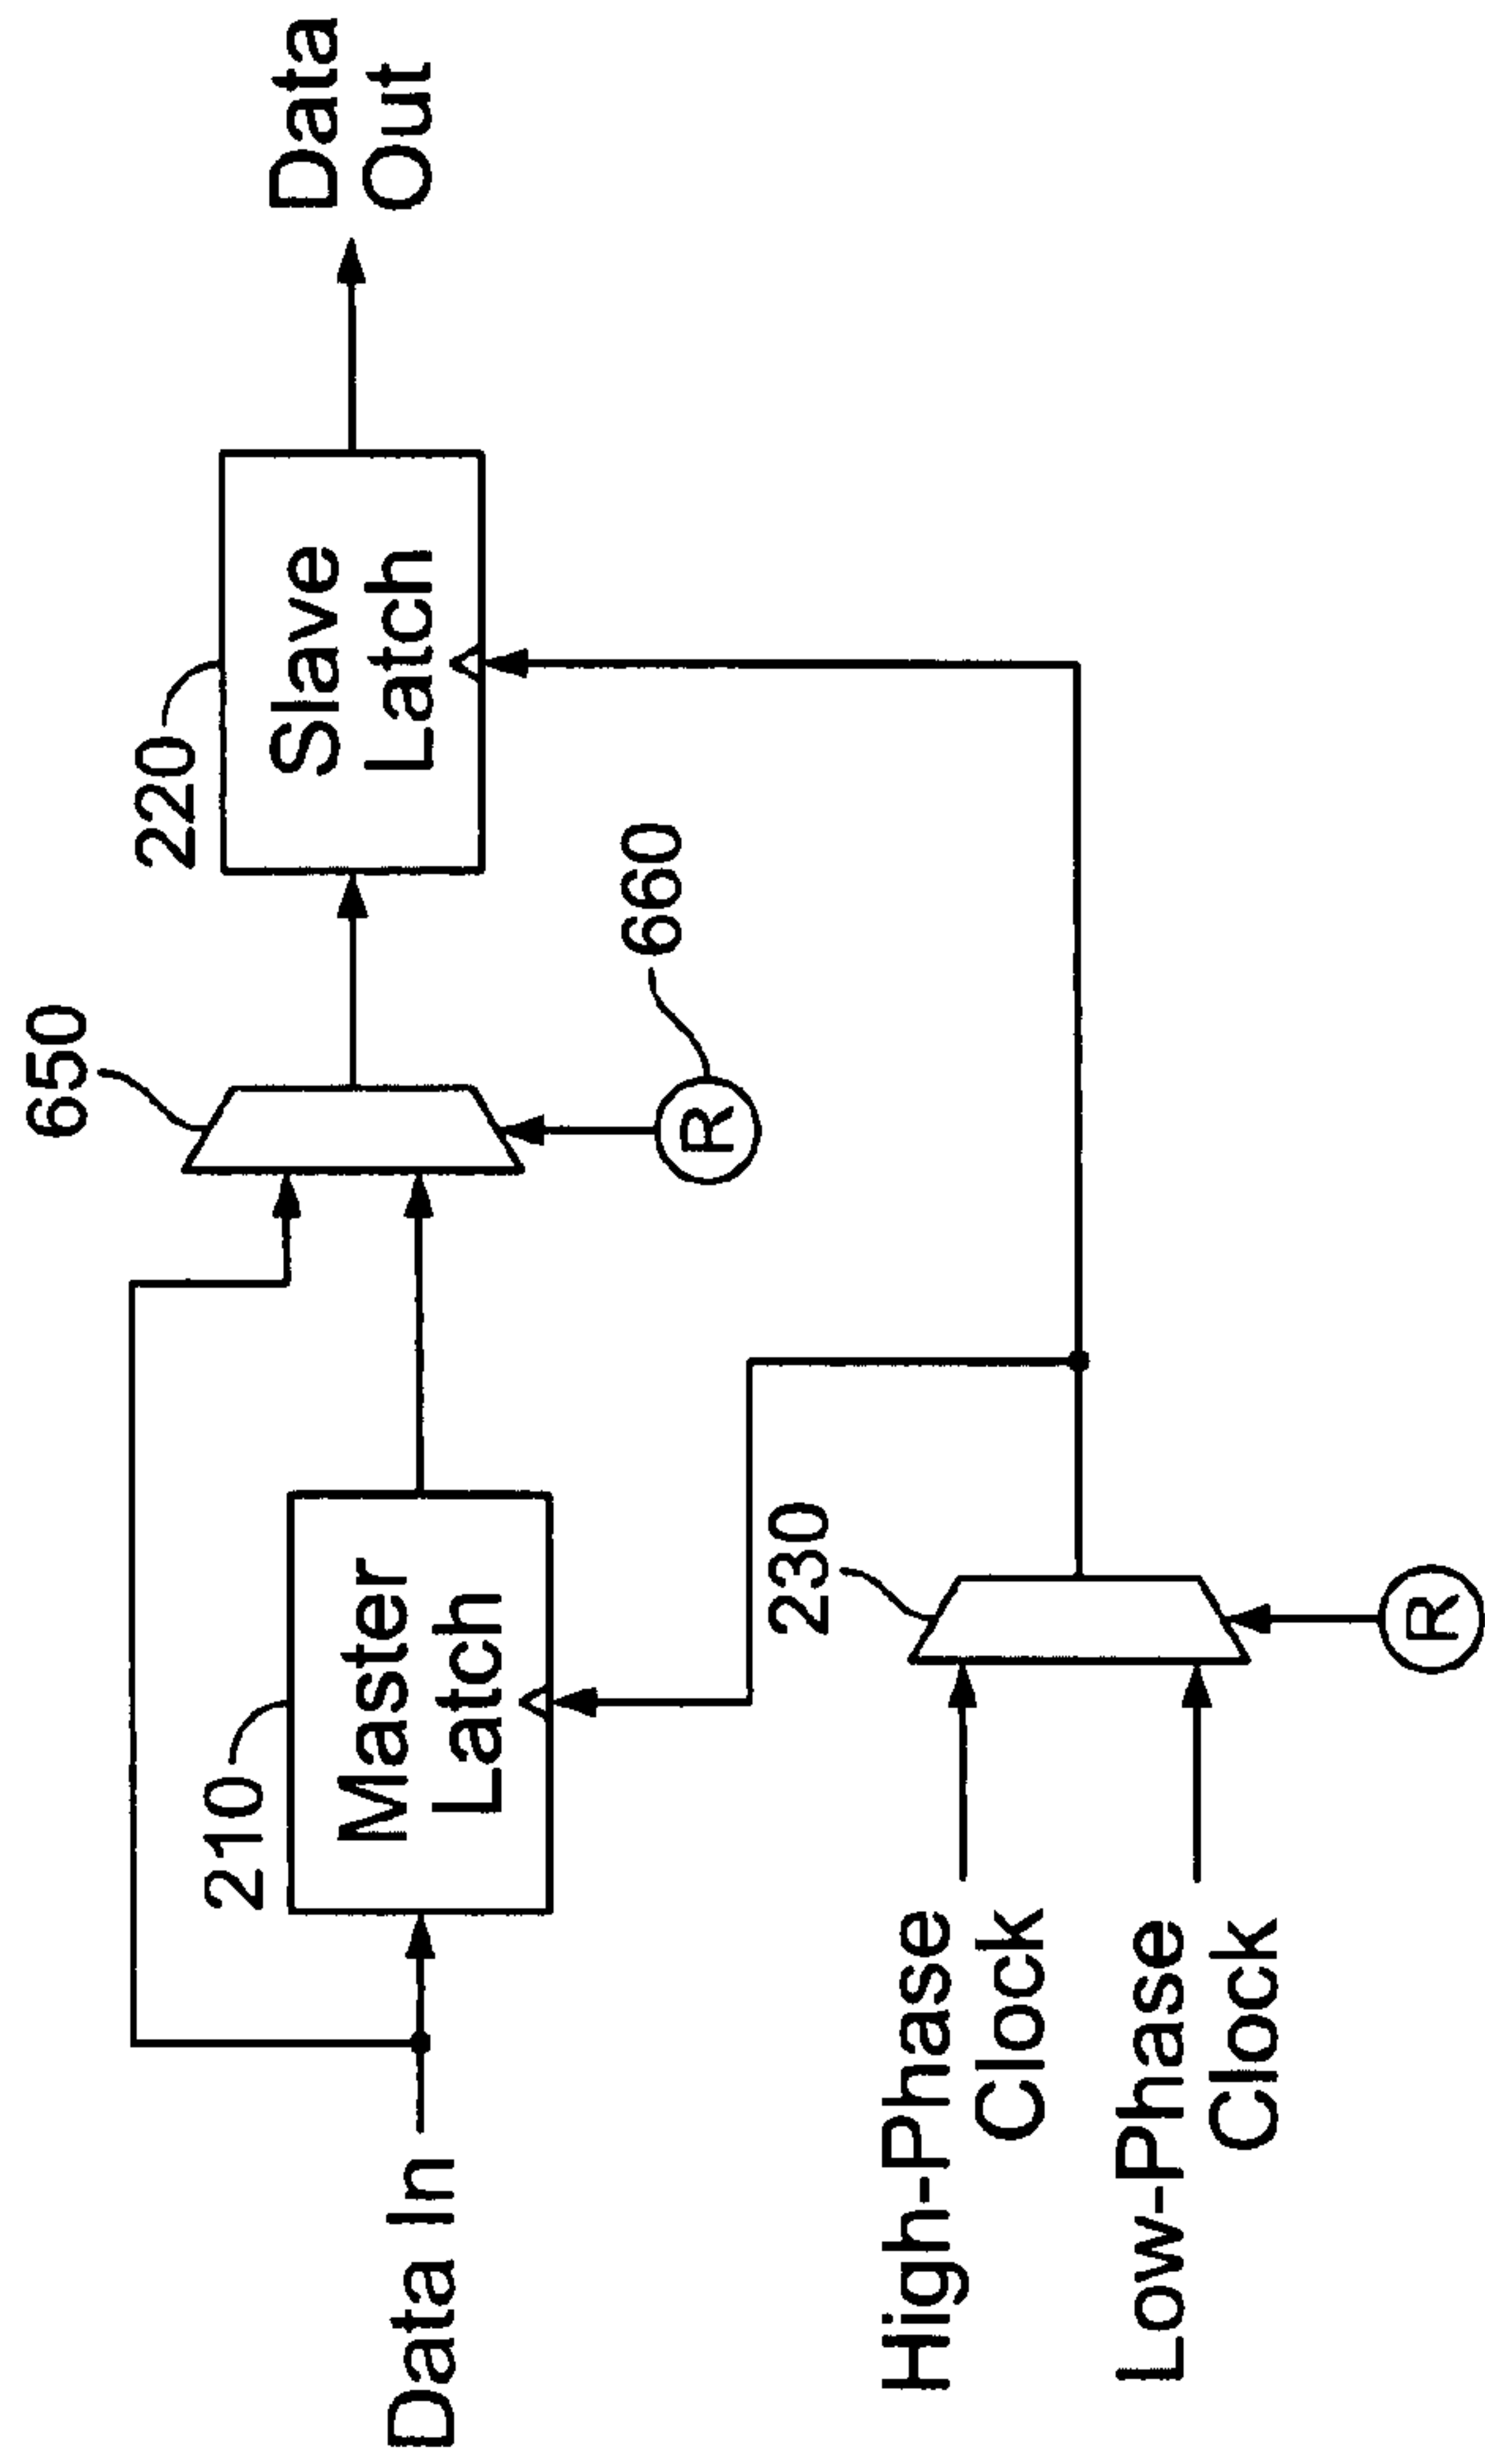 650
220
Slave
Latch
Data
Out
210
Master
Latch
Data In
660
R
230
High-Phase
Clock
Low-Phase
Clock
R